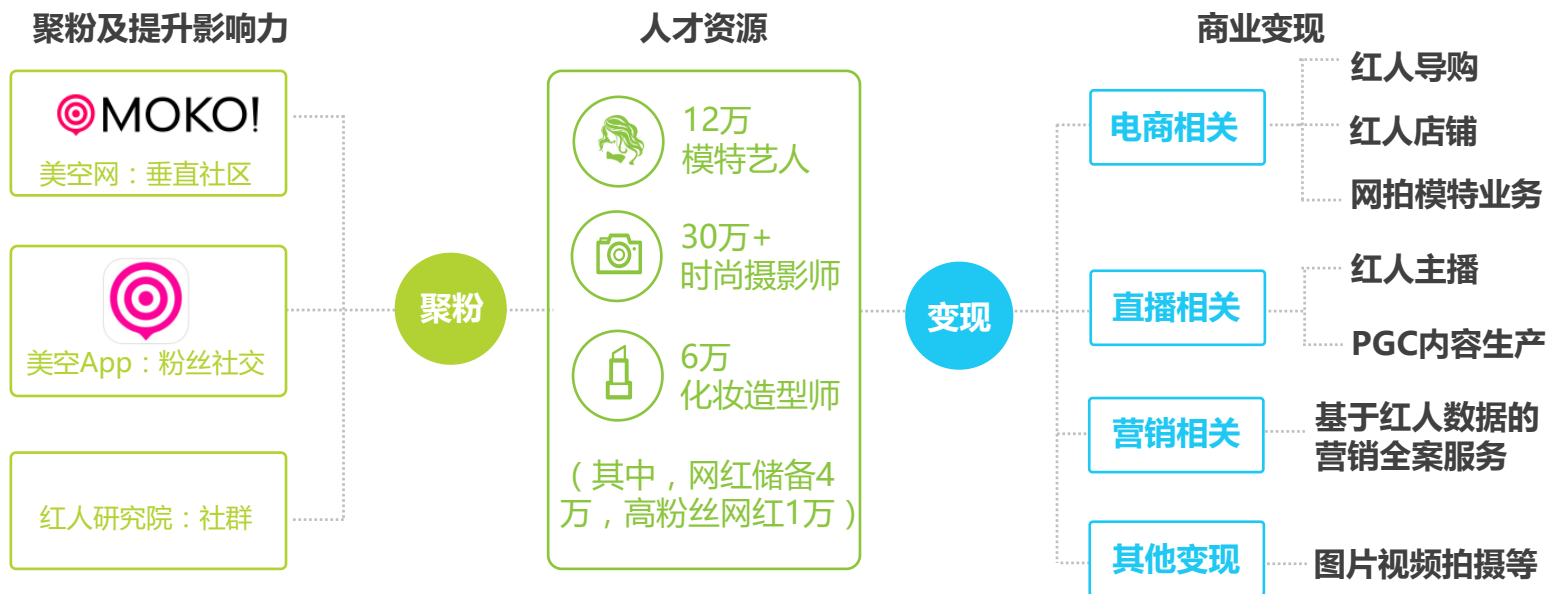 聚粉及提升影响力
MOKO!
美空网：垂直社区
美空App：粉丝社交
红人研究院：社群
聚粉
人才资源
12万
模特艺人
30万+
时尚摄影师
6万
化妆造型师
（其中，网红储备4
万，高粉丝网红1万）
变现
商业变现
电商相关
红人导购
红人店铺
网拍模特业务
直播相关
红人主播
PGC内容生产
营销相关
基于红人数据的
营销全案服务
其他变现
图片视频拍摄等